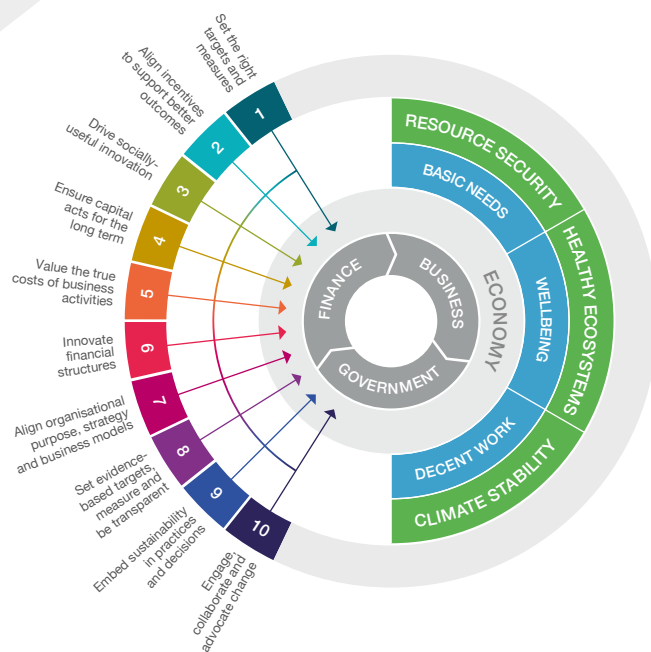 Set the right
targets and
measures
1
Align incentives
to support better
outcomes
2
Drive socially-
useful innovation
3
Ensure capital
acts for the
long term
4
Value the true
costs of business
activities
5
Innovate
financial
structures
6
Align organisational
purpose, strategy
and business models
7
Set evidence-
based targets,
measure and
be transparent
8
Embed sustainability
in practices
and decisions
9
Engage,
collaborate and
advocate change
10
FINANCE
BUSINESS
GOVERNMENT
ECONOMY
BASIC NEEDS
WELLBEING
DECENT WORK
RESOURCE SECURITY
HEALTHY ECOSYSTEMS
CLIMATE STABILITY